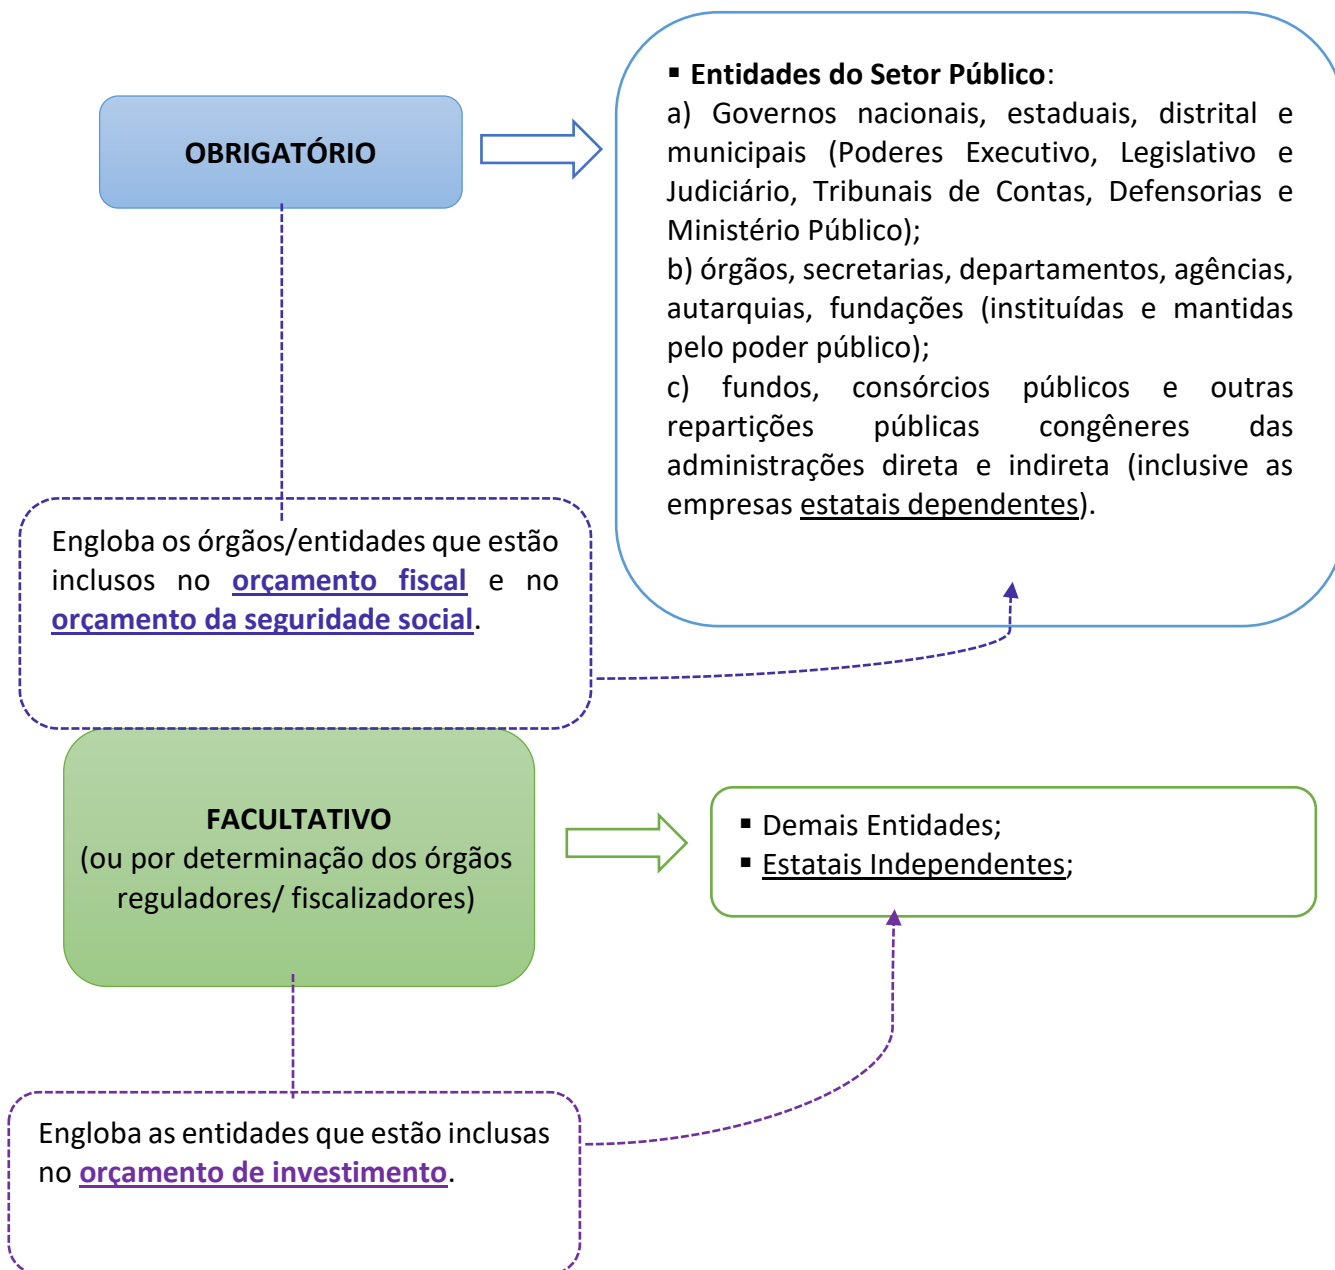 OBRIGATÓRIO
▪ Entidades do Setor Público:
a) Governos nacionais, estaduais, distrital e
municipais (Poderes Executivo, Legislativo e
Judiciário, Tribunais de Contas, Defensorias e
Ministério Público);
b) órgãos, secretarias, departamentos, agências,
autarquias, fundações (instituídas e mantidas
pelo poder público);
c) fundos, consórcios públicos e outras
repartições públicas congêneres das
administrações direta e indireta (inclusive as
empresas estatais dependentes).
Engloba os órgãos/entidades que estão
inclusos no orçamento fiscal e no
orçamento da seguridade social.
FACULTATIVO
(ou por determinação dos órgãos
reguladores/ fiscalizadores)
▪ Demais Entidades;
▪ Estatais Independentes;
Engloba as entidades que estão inclusas
no orçamento de investimento.